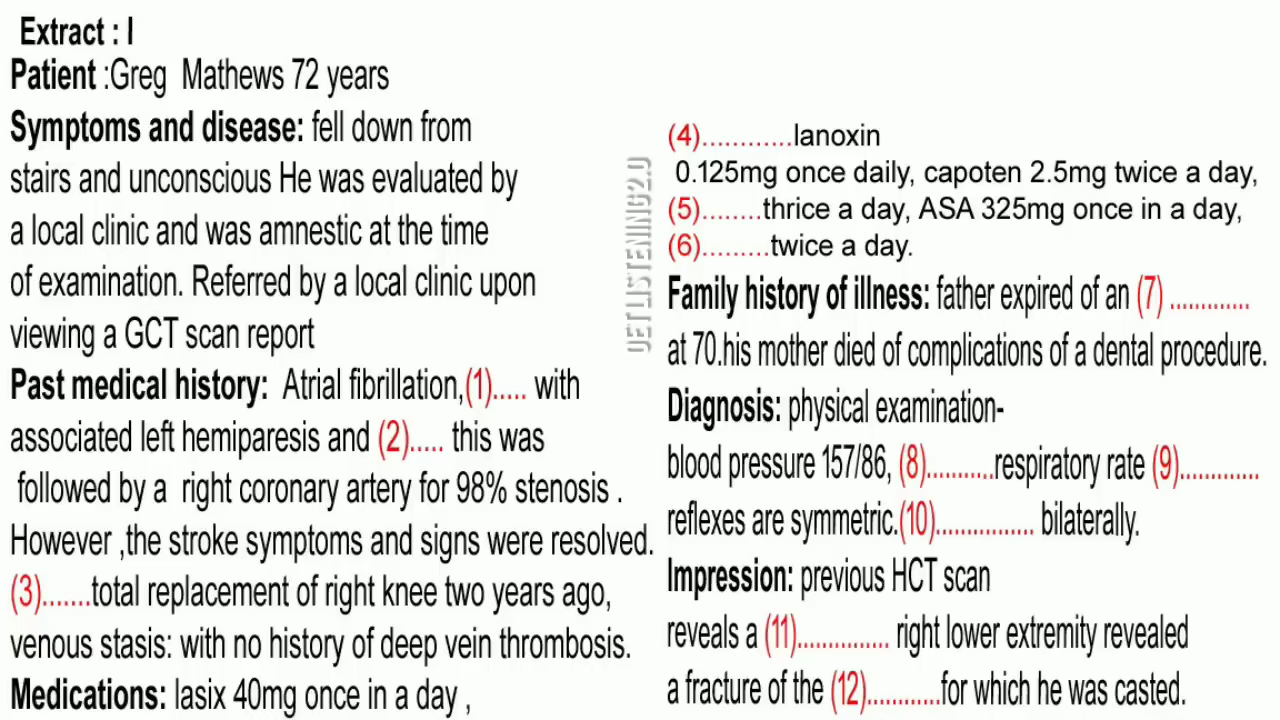 Extract : I
Patient :Greg Mathews 72 years
Symptoms and disease: fell down from
stairs and unconscious He was evaluated by
a local clinic and was amnestic at the time
of examination. Referred by a local clinic upon
viewing a GCT scan report
Past medical history: Atrial fibrillation,(1)..... with
associated left hemiparesis and (2)..... this was
followed by a right coronary artery for 98% stenosis .
However ,the stroke symptoms and signs were resolved.
(3).......total replacement of right knee two years ago,
venous stasis: with no history of deep vein thrombosis.
Medications: lasix 40mg once in a day ,
OETLISTENING2.0
(4)............lanoxin
0.125mg once daily, capoten 2.5mg twice a day,
(5)........thrice a day, ASA 325mg once in a day,
(6).........twice a day.
Family history of illness: father expired of an (7) .............
at 70.his mother died of complications of a dental procedure.
Diagnosis: physical examination-
blood pressure 157/86, (8)..........respiratory rate (9).............
reflexes are symmetric.(10)................ bilaterally.
Impression: previous HCT scan
reveals a (11)............... right lower extremity revealed
a fracture of the (12)............for which he was casted.